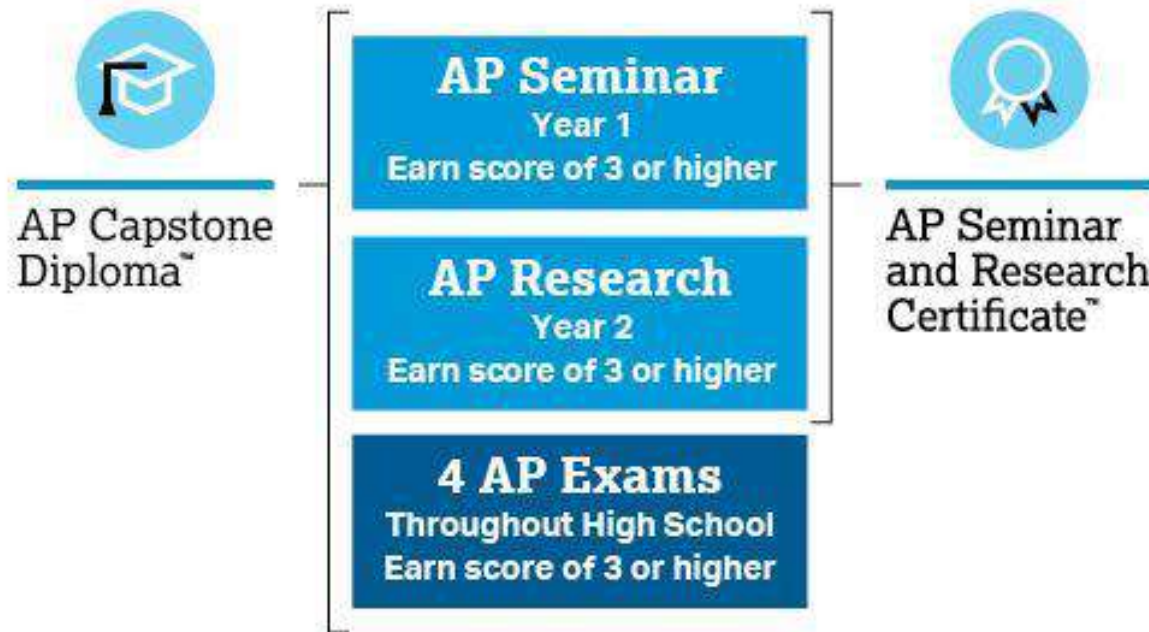 AP Capstone
Diploma™
AP Seminar
Year 1
Earn score of 3 or higher
AP Research
Year 2
Earn score of 3 or higher
4 AP Exams
Throughout High School
Earn score of 3 or higher
AP Seminar
and Research
Certificate™